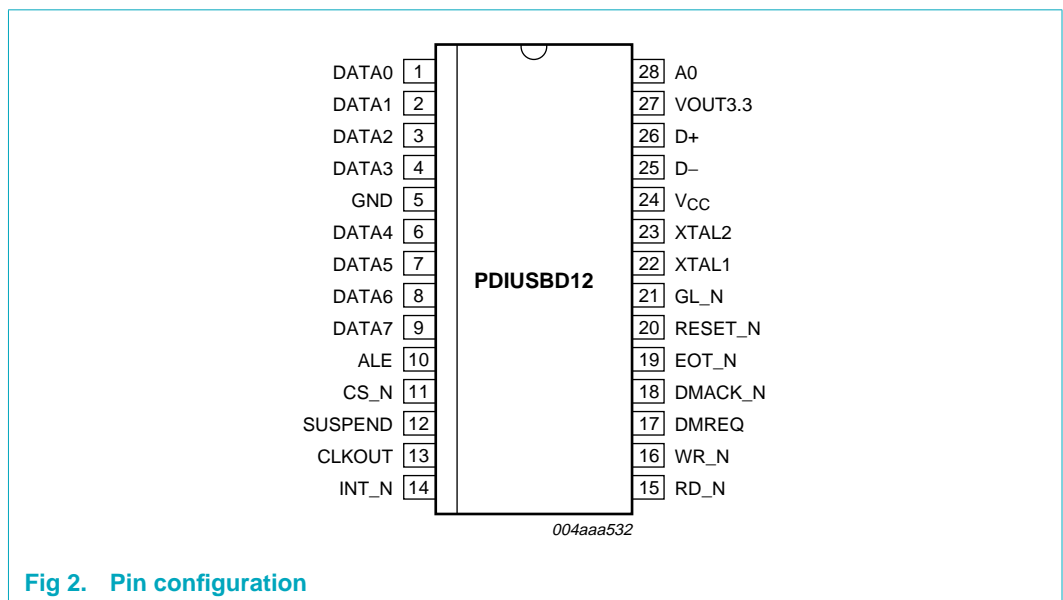 DATA0 1 28 A0
DATA1 2 27 VOUT3.3
DATA2 3 26 D+
DATA3 4 25 D−
GND 5 24 VCC
DATA4 6 23 XTAL2
DATA5 7 22 XTAL1
PDIUSBD12
DATA6 8 21 GL_N
DATA7 9 20 RESET_N
ALE 10 19 EOT_N
CS_N 11 18 DMACK_N
SUSPEND 12 17 DMREQ
CLKOUT 13 16 WR_N
INT_N 14 15 RD_N
004aaa532
Fig 2. Pin configuration